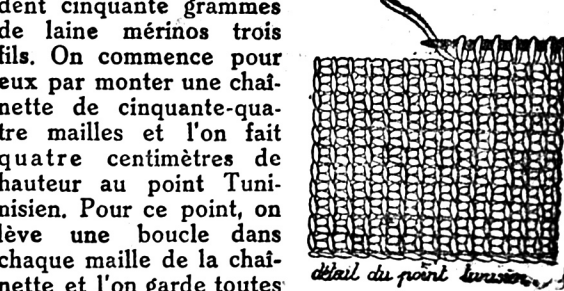 dent cinquante grammes
de laine mérinos trois
fils. On commence pour
eux par monter une chaî-
nette de cinquante-qua-
tre mailles et l'on fait
quatre centimètres de
hauteur au point Tuni-
nisien. Pour ce point, on
lève une boucle dans
chaque maille de la chaî-
nette et l'on garde toutes
détail du point tunisien